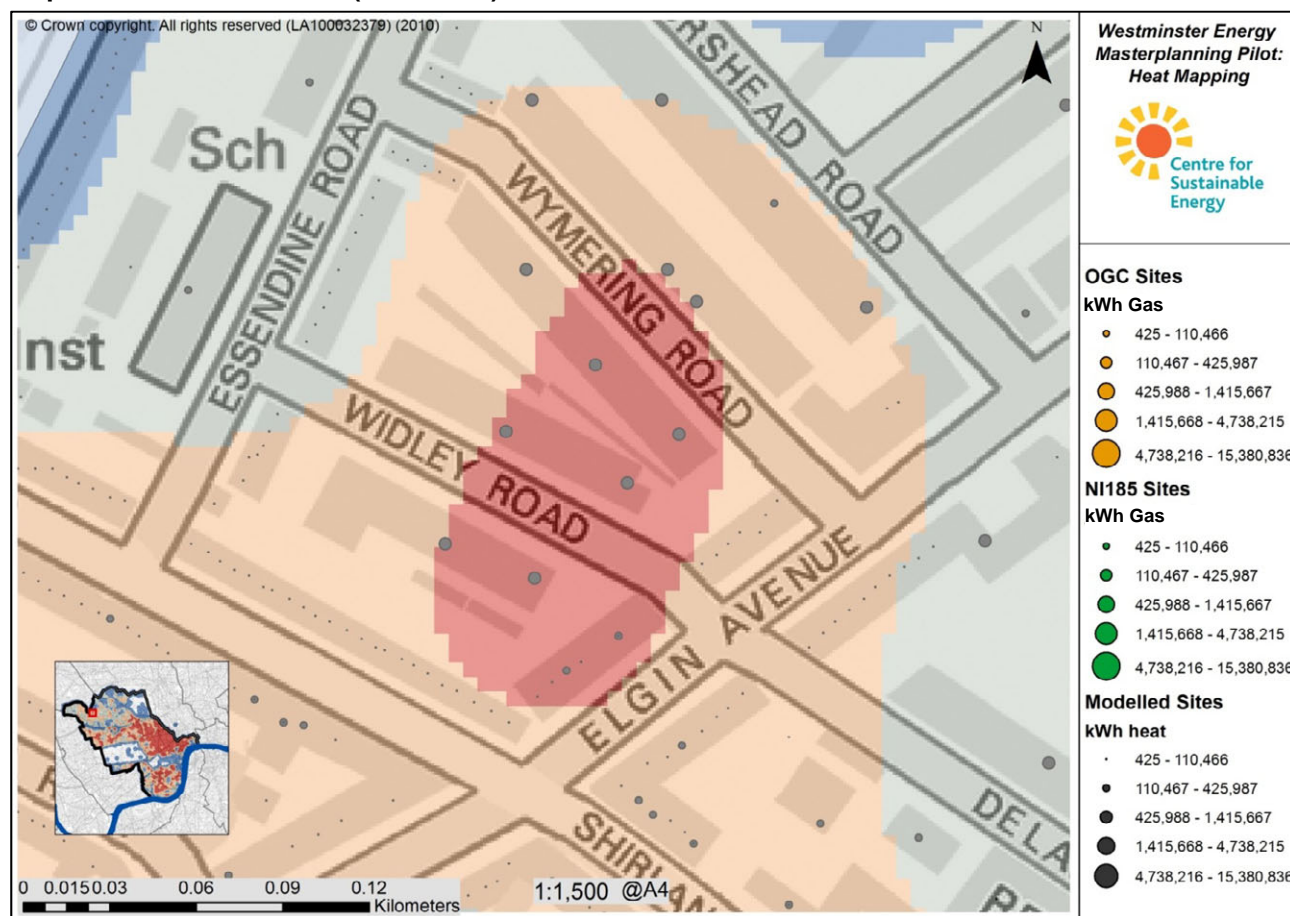 © Crown copyright. All rights reserved (LA100032379) (2010)
N
Westminster Energy
Masterplanning Pilot:
Heat Mapping
Centre for
Sustainable
Energy
Sch
nst
ESSENDINE ROAD
ERSHEAD ROAD
WYMERING ROAD
WIDLEY ROAD
ELGIN AVENUE
SHIRLAN
DELA
R
RE
OGC Sites
kWh Gas
425 - 110,466
110,467 - 425,987
425,988 - 1,415,667
1,415,668 - 4,738,215
4,738,216 - 15,380,836
NI185 Sites
kWh Gas
425 - 110,466
110,467 - 425,987
425,988 - 1,415,667
1,415,668 - 4,738,215
4,738,216 - 15,380,836
Modelled Sites
kWh heat
425 - 110,466
110,467 - 425,987
425,988 - 1,415,667
1,415,668 - 4,738,215
4,738,216 - 15,380,836
0 0.015 0.03 0.06 0.09 0.12
Kilometers
1:1,500 @A4